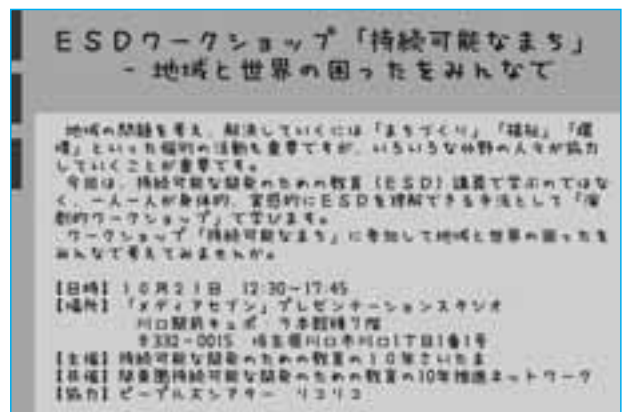 ESDワークショップ「持続可能なまち」
- 地域と世界の困ったをみんなで
地域の問題を考え、解決していくには「まちづくり」「福祉」「環
境」といった個別の活動も重要ですが、いろいろな分野の人々が協力
していくことが重要です。
今回は、持続可能な開発のための教育(ESD)講義で学ぶのではな
く、一人一人が身体的、実感的にESDを理解できる手法として「演
劇的ワークショップ」で学びます。
ワークショップ「持続可能なまち」に参加して地域と世界の困ったを
みんなで考えてみませんか。
【日時】10月21日 12:30-17:45
【場所】「メディアセブン」プレゼンテーションスタジオ
川口駅前キュポ・ラ本館棟7階
〒332-0015 埼玉県川口市川口1丁目1番1号
【主催】持続可能な開発のための教育の10年さいたま
【共催】関東圏持続可能な開発のための教育の10年推進ネットワーク
【協力】ピープルズシアター リコリコ